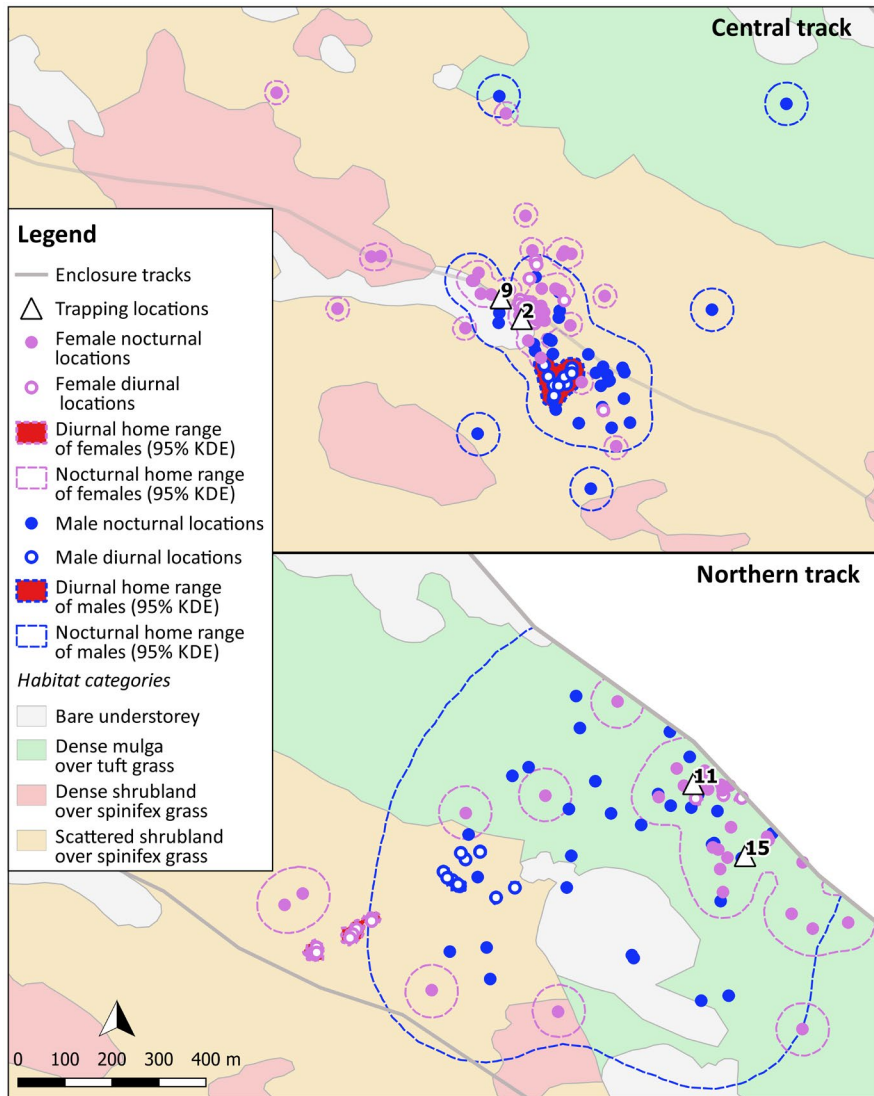 Central track
9
2
Legend
Enclosure tracks
Trapping locations
Female nocturnal
locations
Female diurnal
locations
Diurnal home range
of females (95% KDE)
Nocturnal home range
of females (95% KDE)
Male nocturnal locations
Male diurnal locations
Diurnal home range
of males (95% KDE)
Nocturnal home range
of males (95% KDE)
Habitat categories
Bare understorey
Dense mulga
over tuft grass
Dense shrubland
over spinifex grass
Scattered shrubland
over spinifex grass
Northern track
11
15
0 100 200 300 400 m